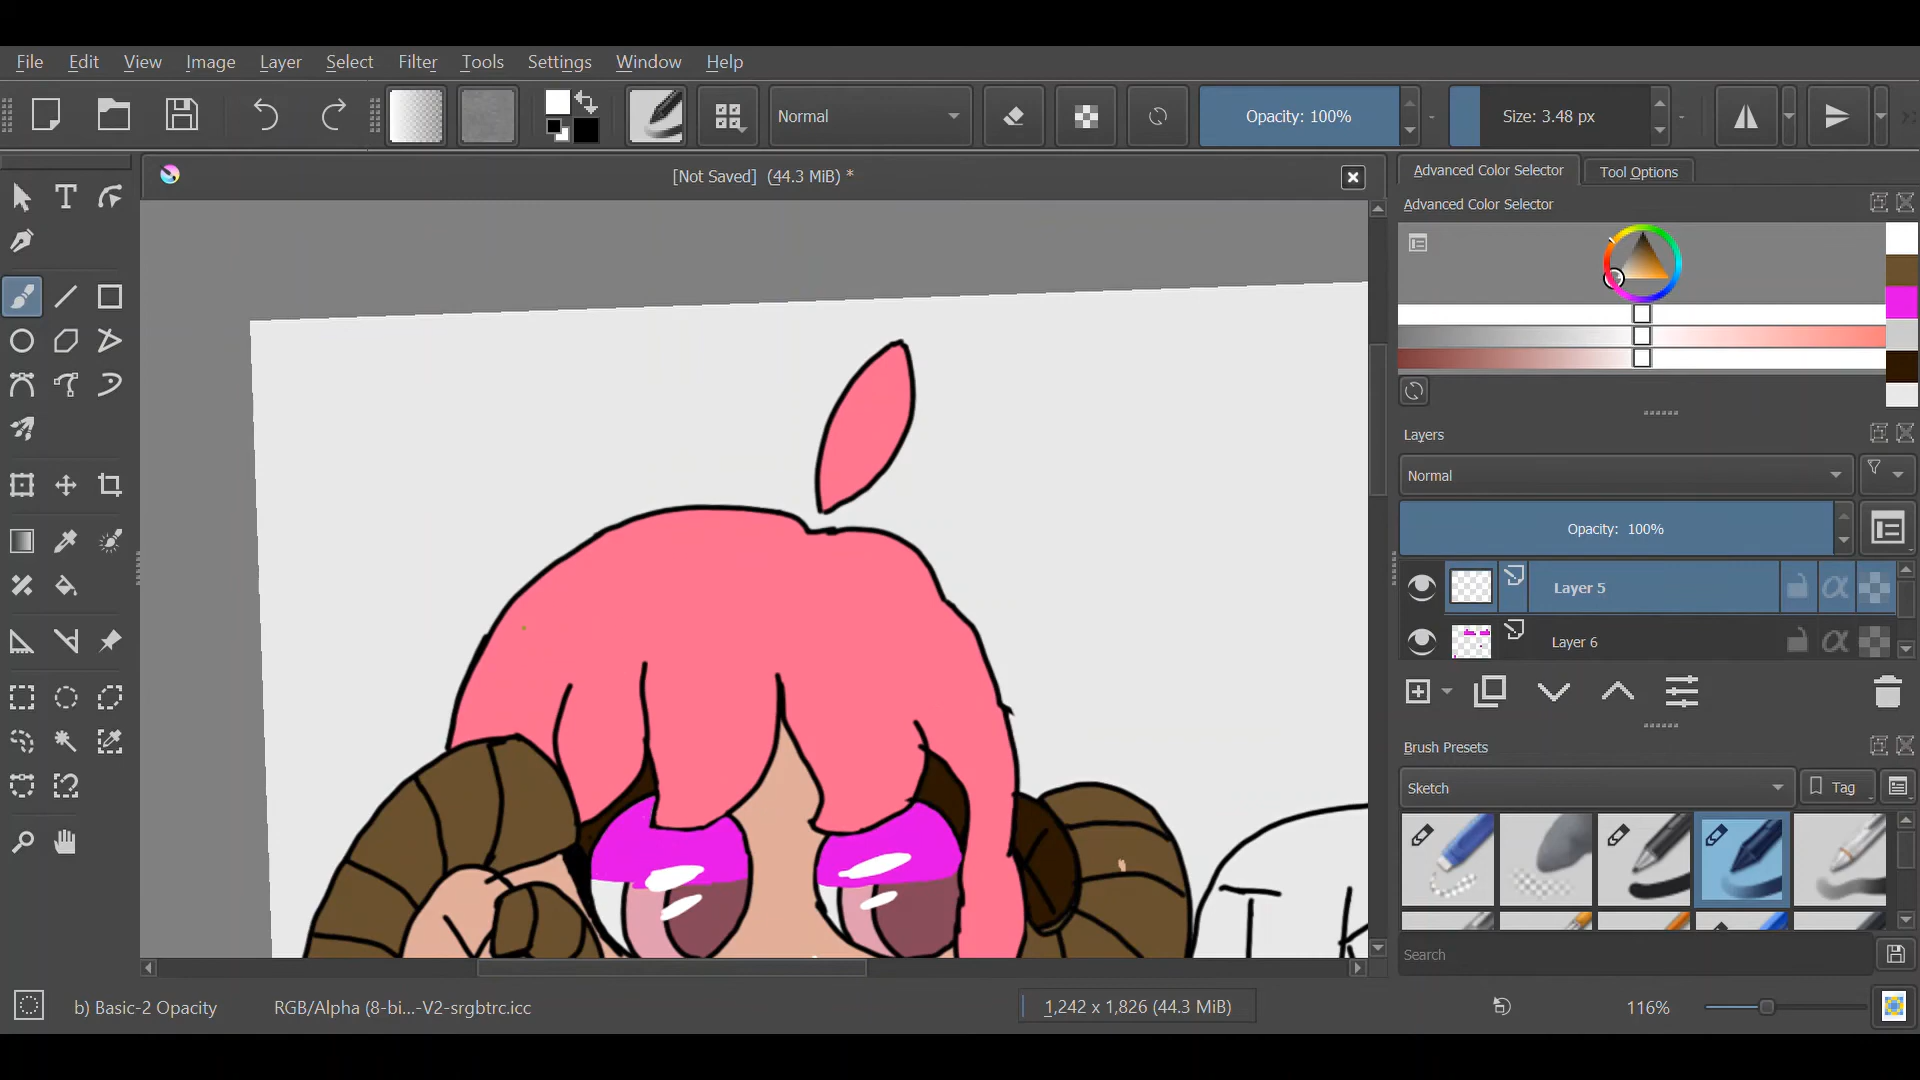 File Edit View Image Layer Select Filter Tools Settings Window Help
Normal Opacity: 100% Size: 3.48 px
[Not Saved] (44.3 MiB) *
Advanced Color Selector Tool Options
Advanced Color Selector
Layers
Normal
Opacity: 100%
Layer 5
Layer 6
Brush Presets
Sketch Tag
Search
b) Basic-2 Opacity RGB/Alpha (8-bi...-V2-srgbtrc.icc 1,242 x 1,826 (44.3 MiB) 116%